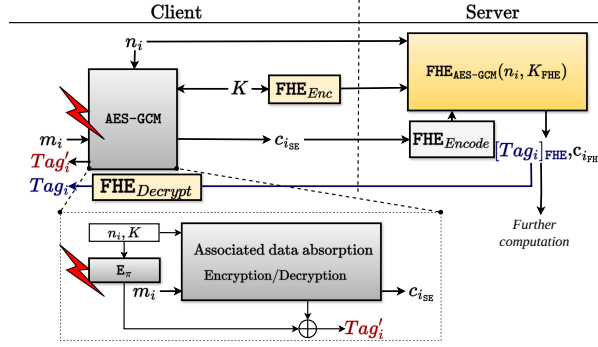 Client
Server
n_i
AES-GCM
K
FHE_Enc
FHE_AES-GCM(n_i, K_FHE)
m_i
c_i_SE
FHE_Encode
Tag'_i
[Tag_i]_FHE, c_i_FH
Tag_i
FHE_Decrypt
Further
computation
n_i, K
E_π
m_i
Associated data absorption
Encryption/Decryption
c_i_SE
Tag'_i